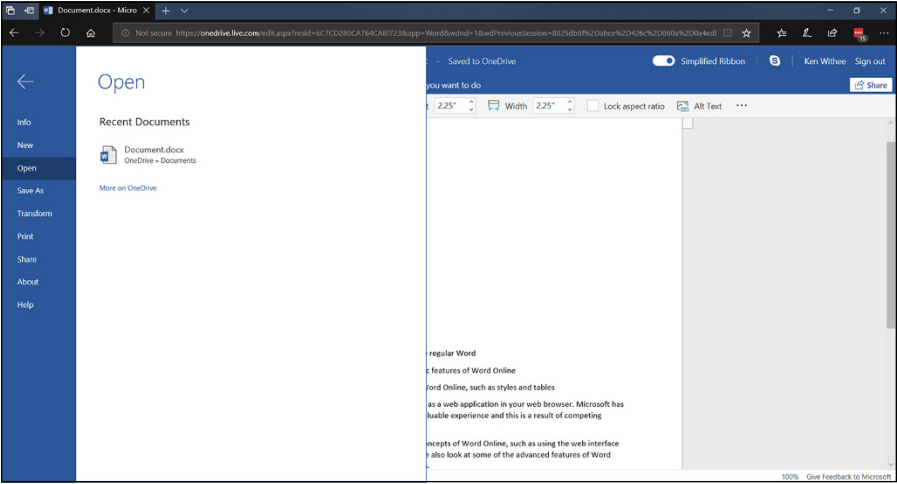 Document.docx - Micro
Not secure https://onedrive.live.com/edit.aspx?resid=6C7CD280CA764CAB!723&app=Word&wdnd=1&wdPreviousSession=8025db8f%2Dabce%2D426c%2D860a%2D0a4ed
- Saved to OneDrive
Simplified Ribbon
Ken Withee
Sign out
you want to do
Share
2.25"
Width 2.25"
Lock aspect ratio
Alt Text
Open
Recent Documents
Document.docx
OneDrive » Documents
More on OneDrive
Info
New
Open
Save As
Transform
Print
Share
About
Help
regular Word
features of Word Online
Word Online, such as styles and tables
as a web application in your web browser. Microsoft has
valuable experience and this is a result of competing
concepts of Word Online, such as using the web interface
also look at some of the advanced features of Word
100% Give Feedback to Microsoft